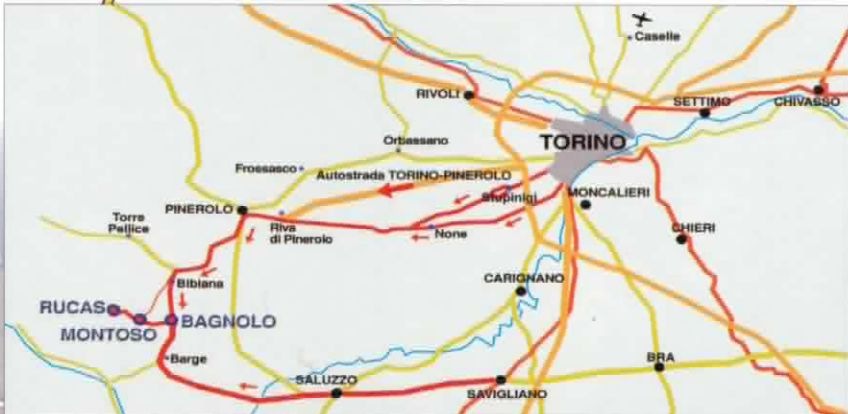 Caselle
RIVOLI
SETTIMO
CHIVASSO
TORINO
Orbassano
Frossasco
Autostrada TORINO-PINEROLO
Stupinigi
MONCALIERI
PINEROLO
Torre
Pellice
Riva
di Pinerolo
None
CHIERI
Bibiana
CARIGNANO
RUCAS
MONTOSO
BAGNOLO
Barge
BRA
SALUZZO
SAVIGLIANO